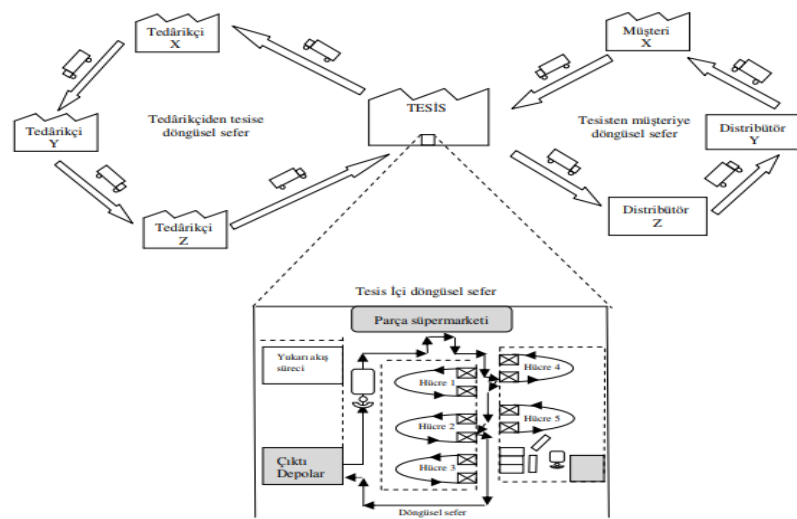 Tedârikçi
X
Müşteri
X
TESİS
Tedârikçiden tesise
döngüsel sefer
Tesisten müşteriye
döngüsel sefer
Tedârikçi
Y
Distribütör
Y
Tedârikçi
Z
Distribütör
Z
Tesis İçi döngüsel sefer
Parça süpermarketi
Yukarı akış
süreci
Hücre 1
Hücre 4
Hücre 2
Hücre 5
Hücre 3
Çıktı
Depolar
Döngüsel sefer